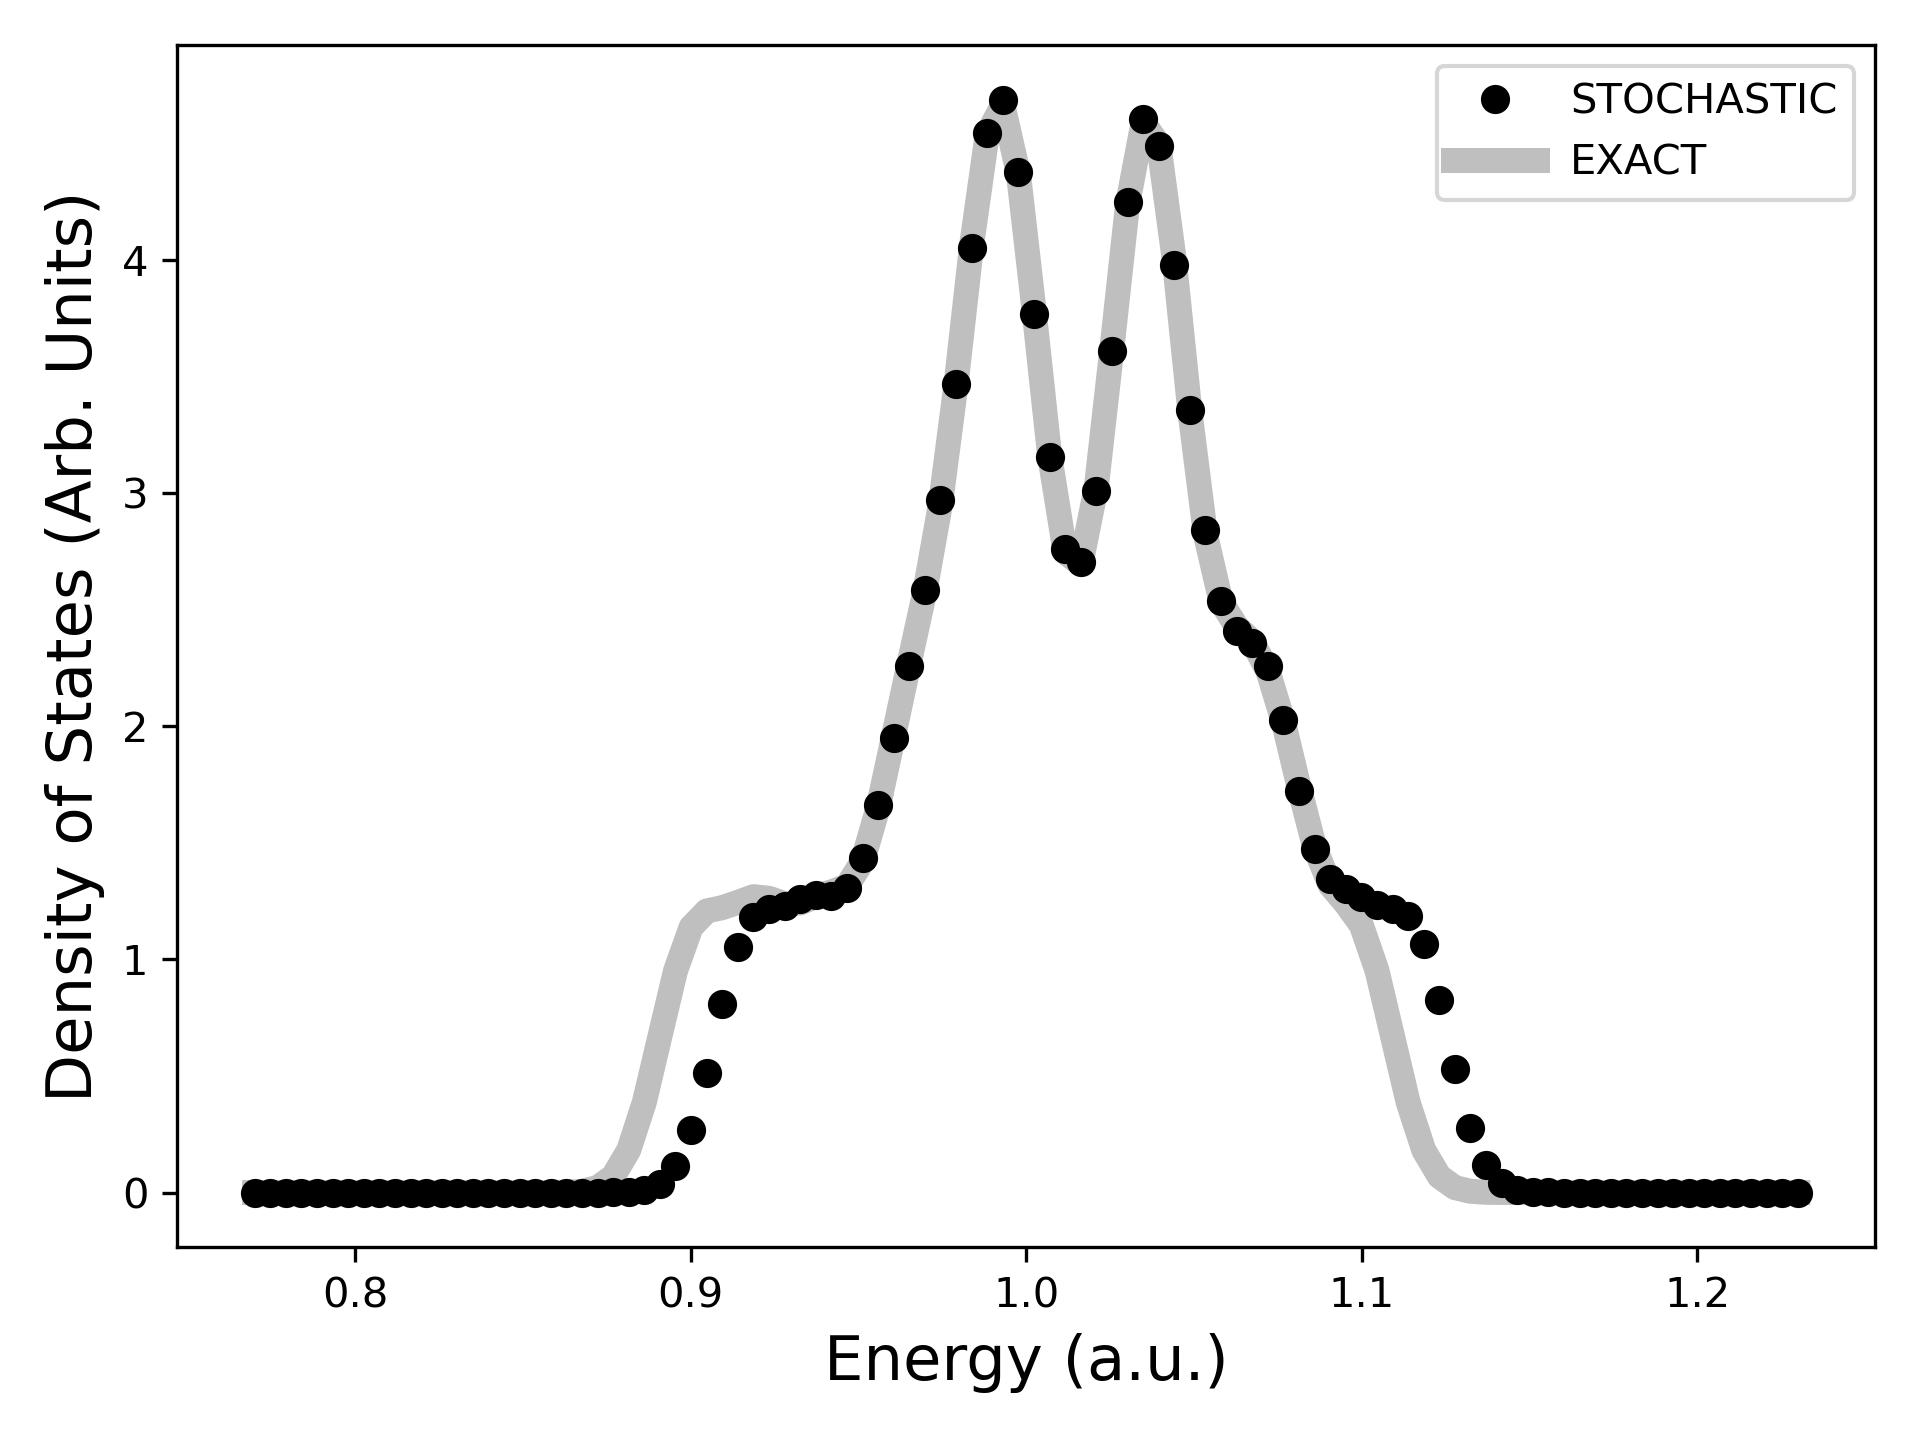 STOCHASTIC
EXACT
Density of States (Arb. Units)
4
3
2
1
0
0.8 0.9 1.0 1.1 1.2
Energy (a.u.)